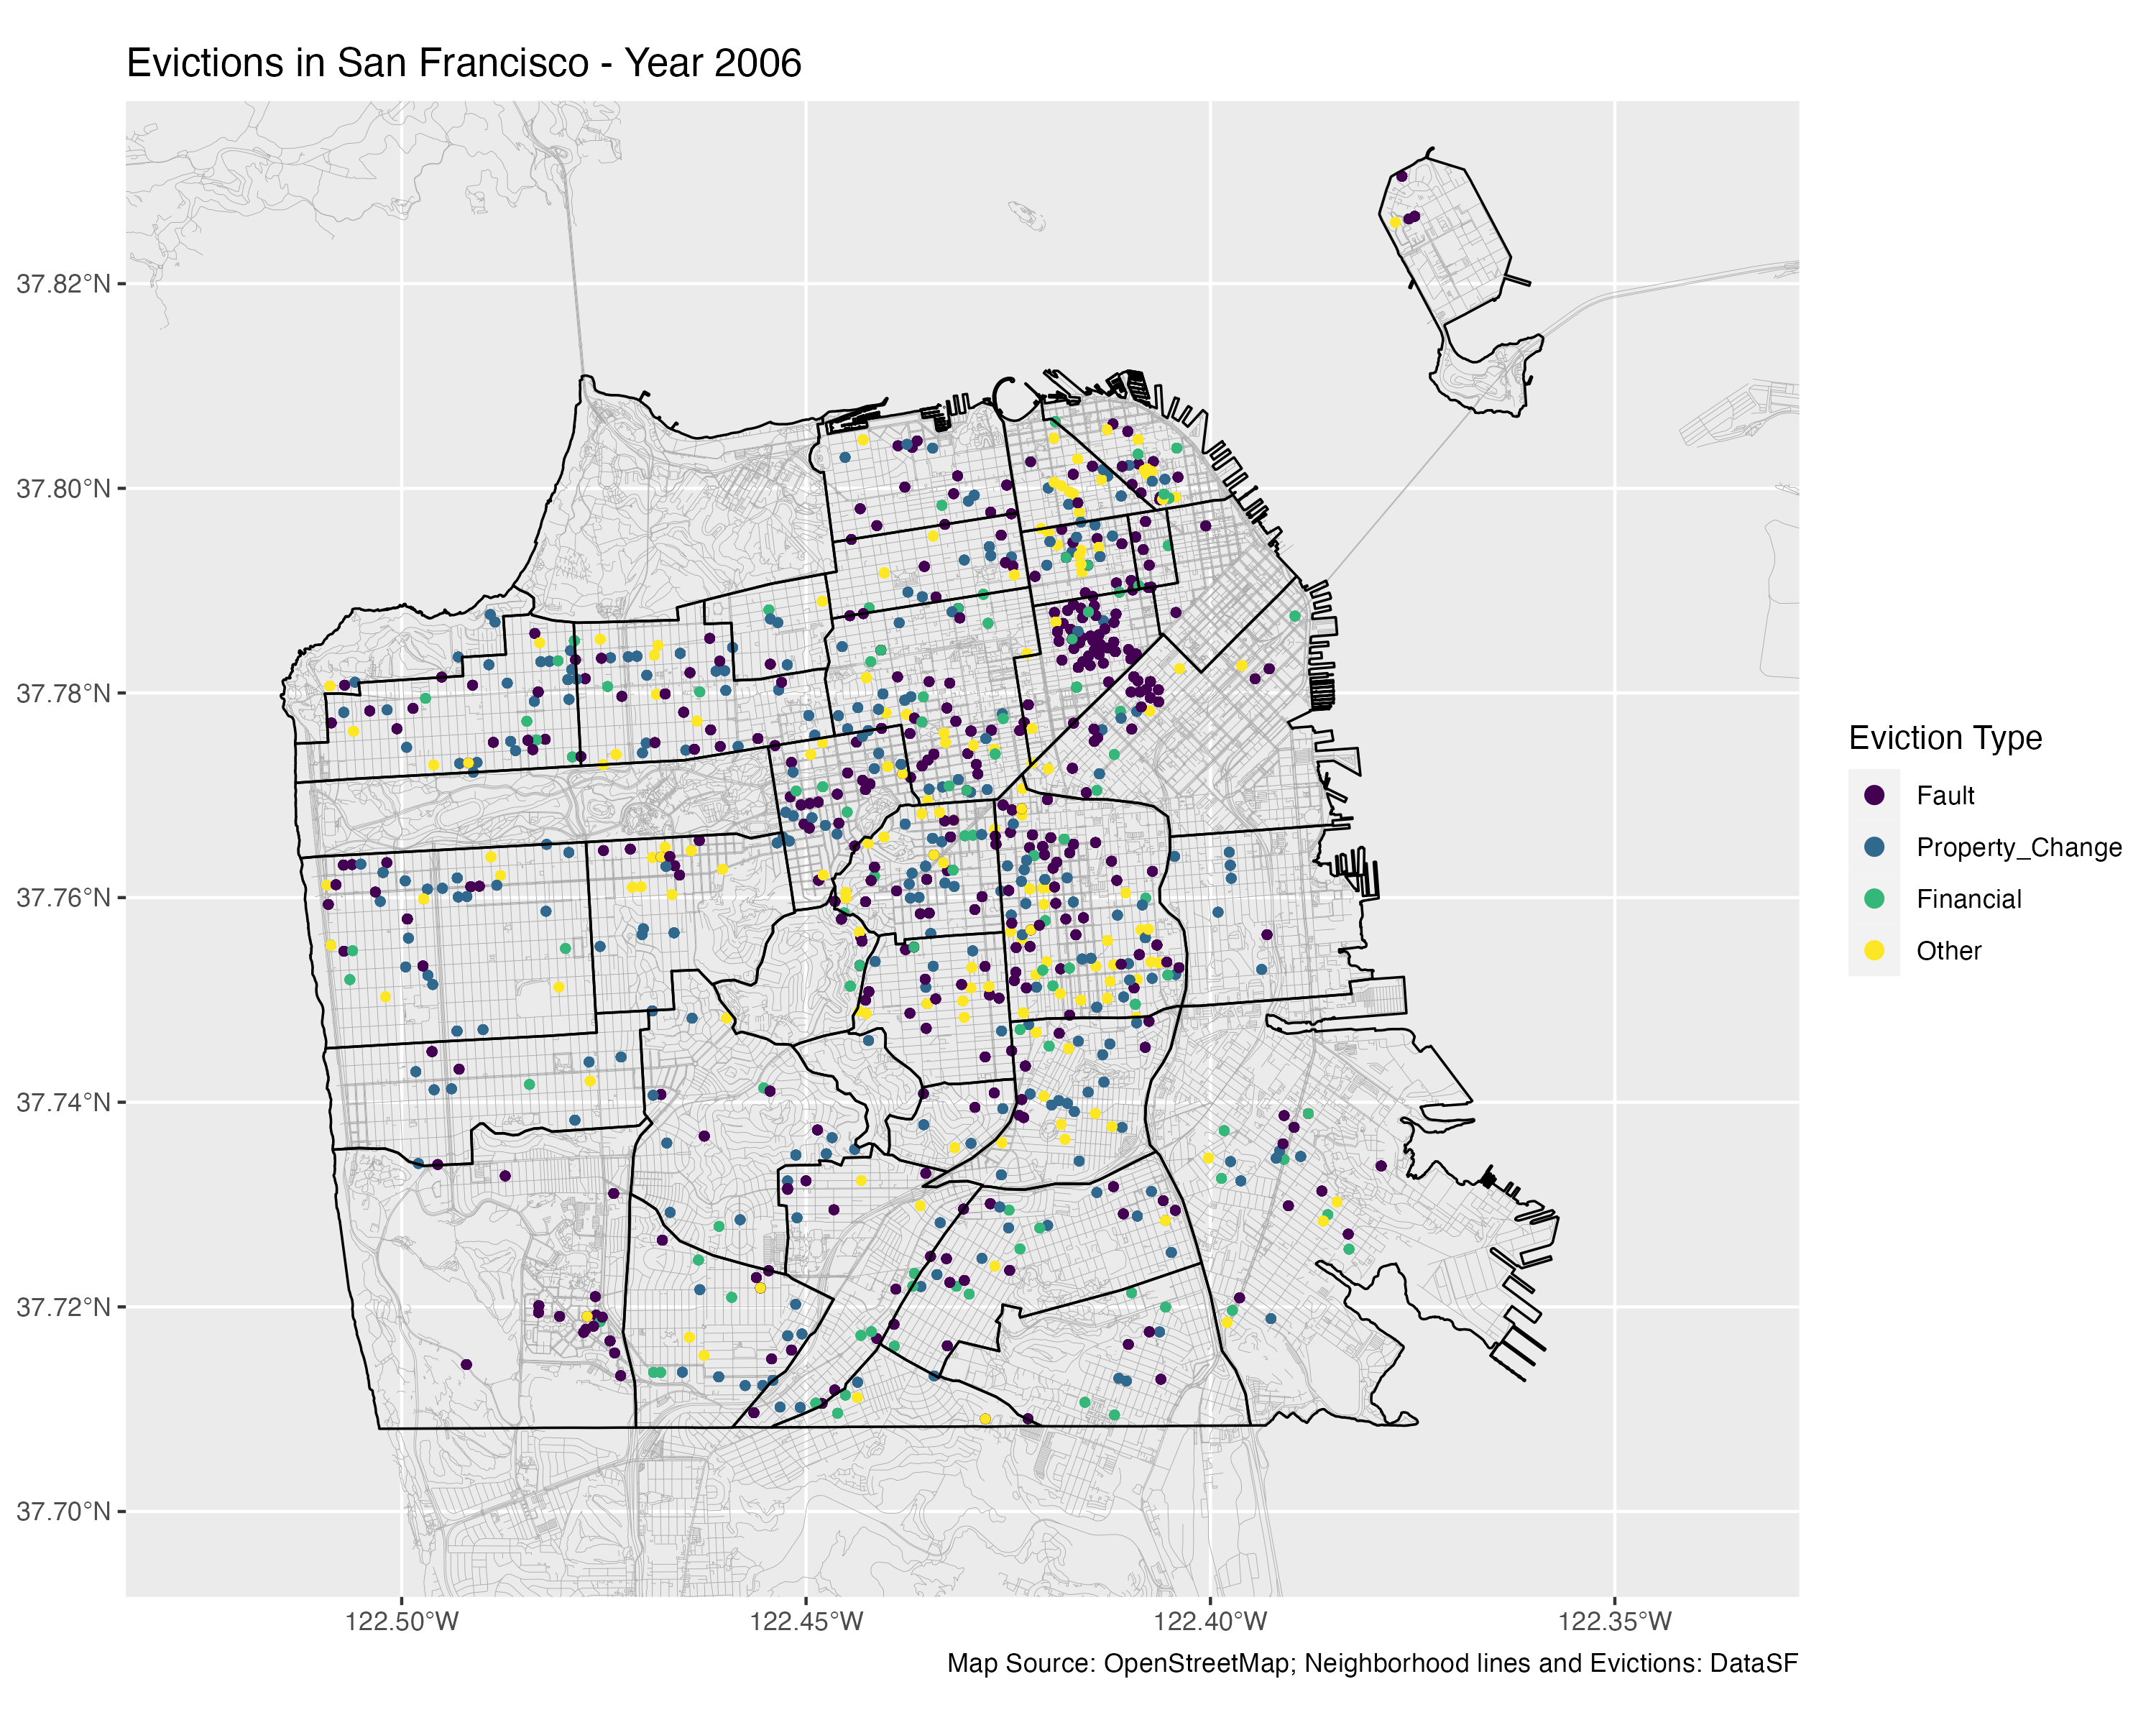 Evictions in San Francisco - Year 2006
37.82°N
37.80°N
37.78°N
37.76°N
37.74°N
37.72°N
37.70°N
122.50°W
122.45°W
122.40°W
122.35°W
Eviction Type
Fault
Property_Change
Financial
Other
Map Source: OpenStreetMap; Neighborhood lines and Evictions: DataSF